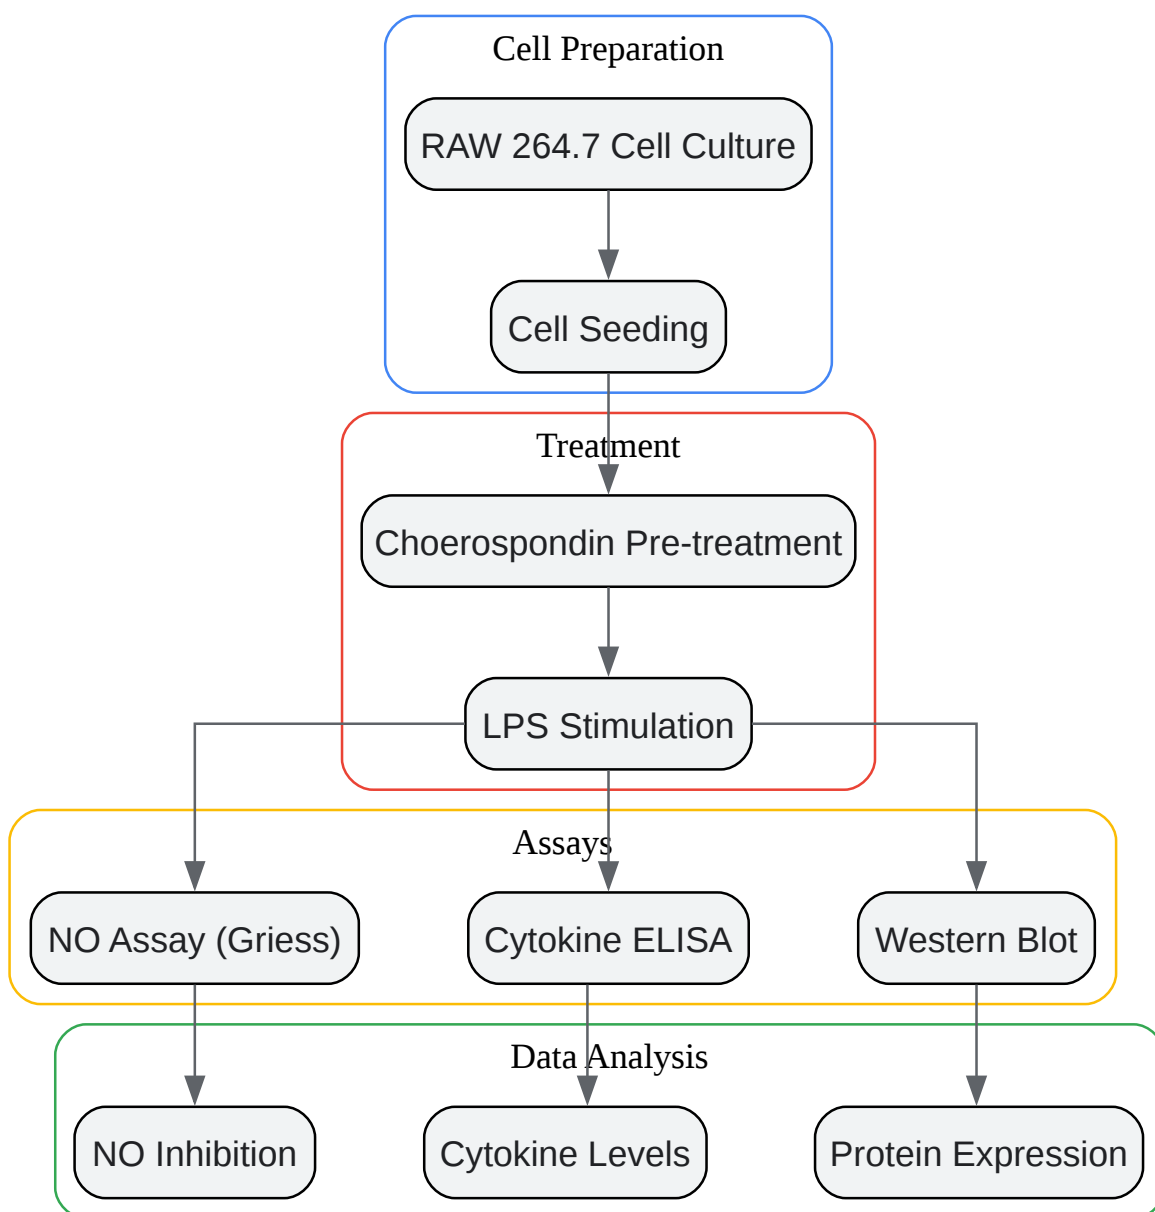 Cell Preparation
RAW 264.7 Cell Culture
Cell Seeding
Treatment
Choerospondin Pre-treatment
LPS Stimulation
Assays
NO Assay (Griess)
Cytokine ELISA
Western Blot
Data Analysis
NO Inhibition
Cytokine Levels
Protein Expression